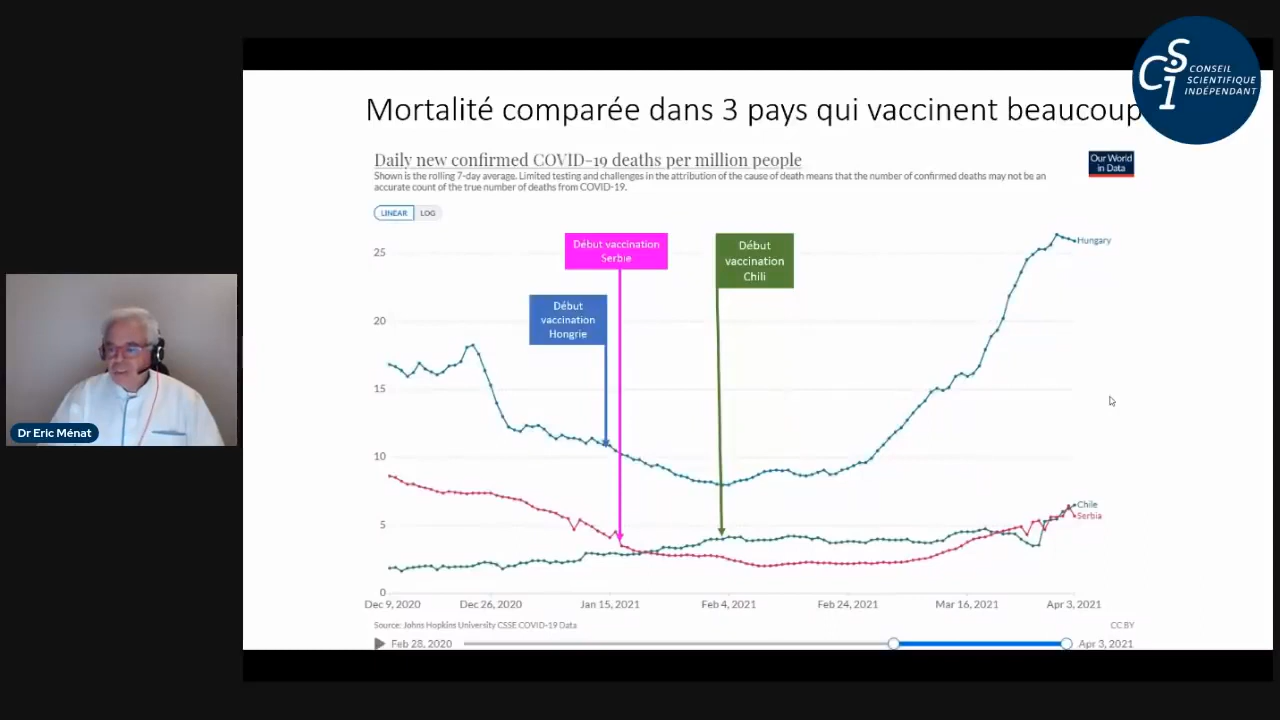 CSI
CONSEIL
SCIENTIFIQUE
INDÉPENDANT
Mortalité comparée dans 3 pays qui vaccinent beaucoup
Daily new confirmed COVID-19 deaths per million people
Shown is the rolling 7-day average. Limited testing and challenges in the attribution of the cause of death means that the number of confirmed deaths may not be an
accurate count of the true number of deaths from COVID-19.
Our World
in Data
LINEAR LOG
Début vaccination
Serbie
Début
vaccination
Chili
Début
vaccination
Hongrie
25
20
15
10
5
0
Hungary
Chile
Serbia
Dec 9, 2020 Dec 26, 2020 Jan 15, 2021 Feb 4, 2021 Feb 24, 2021 Mar 16, 2021 Apr 3, 2021
Source: Johns Hopkins University CSSE COVID-19 Data CC BY
Feb 28, 2020 Apr 3, 2021
Dr Eric Ménat